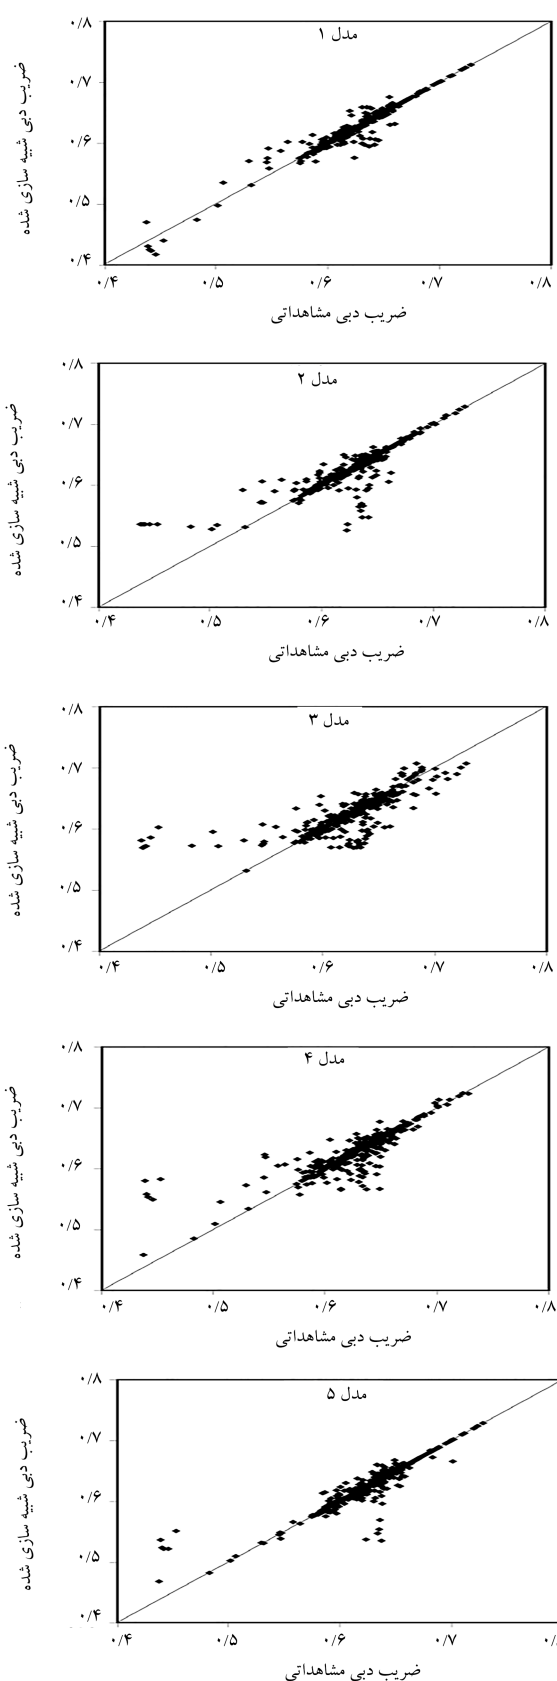 مدل ۱
۰/۸
۰/۷
۰/۶
۰/۵
۰/۴
ضریب دبی شبیه سازی شده
۰/۴ ۰/۵ ۰/۶ ۰/۷ ۰/۸
ضریب دبی مشاهداتی
مدل ۲
۰/۸
۰/۷
۰/۶
۰/۵
۰/۴
ضریب دبی شبیه سازی شده
۰/۴ ۰/۵ ۰/۶ ۰/۷ ۰/۸
ضریب دبی مشاهداتی
مدل ۳
۰/۸
۰/۷
۰/۶
۰/۵
۰/۴
ضریب دبی شبیه سازی شده
۰/۴ ۰/۵ ۰/۶ ۰/۷ ۰/۸
ضریب دبی مشاهداتی
مدل ۴
۰/۸
۰/۷
۰/۶
۰/۵
۰/۴
ضریب دبی شبیه سازی شده
۰/۴ ۰/۵ ۰/۶ ۰/۷ ۰/۸
ضریب دبی مشاهداتی
مدل ۵
۰/۸
۰/۷
۰/۶
۰/۵
۰/۴
ضریب دبی شبیه سازی شده
۰/۴ ۰/۵ ۰/۶ ۰/۷
ضریب دبی مشاهداتی